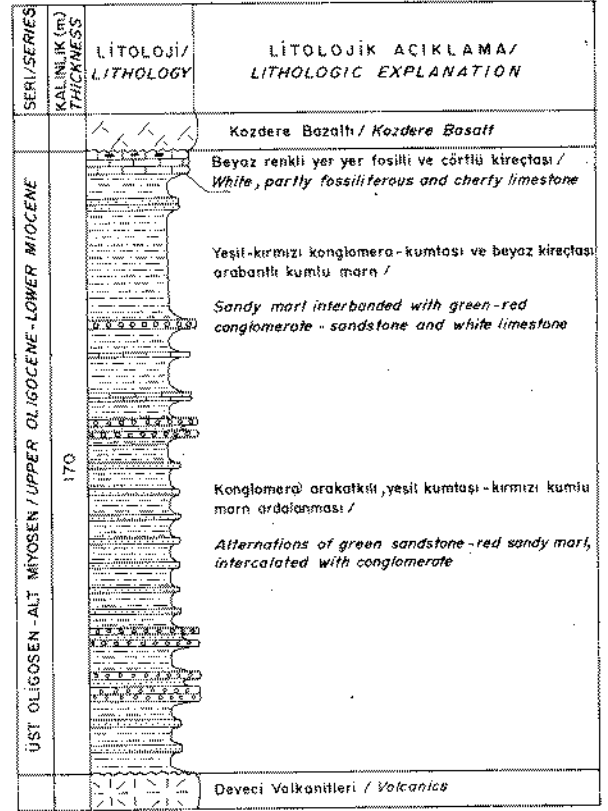 SERİ/SERIES
KALINLIK (m)
THICKNESS
LİTOLOJİ/
LITHOLOGY
LİTOLOJİK AÇIKLAMA/
LITHOLOGIC EXPLANATION
Kozdere Bazaltı / Kozdere Basalt
Beyaz renkli yer yer fosilli ve çörtlü kireçtaşı /
White, partly fossiliferous and cherty limestone
Yeşil-kırmızı konglomera-kumtaşı ve beyaz kireçtaşı
arabantlı kumlu marn /
Sandy marl interbanded with green-red
conglomerate - sandstone and white limestone
ÜST OLİGOSEN - ALT MİYOSEN / UPPER OLIGOCENE - LOWER MIOCENE
170
Konglomera arakatkılı, yeşil kumtaşı - kırmızı kumlu
marn ardalanması /
Alternations of green sandstone-red sandy marl,
intercalated with conglomerate
Deveci Volkanitleri / Volcanics